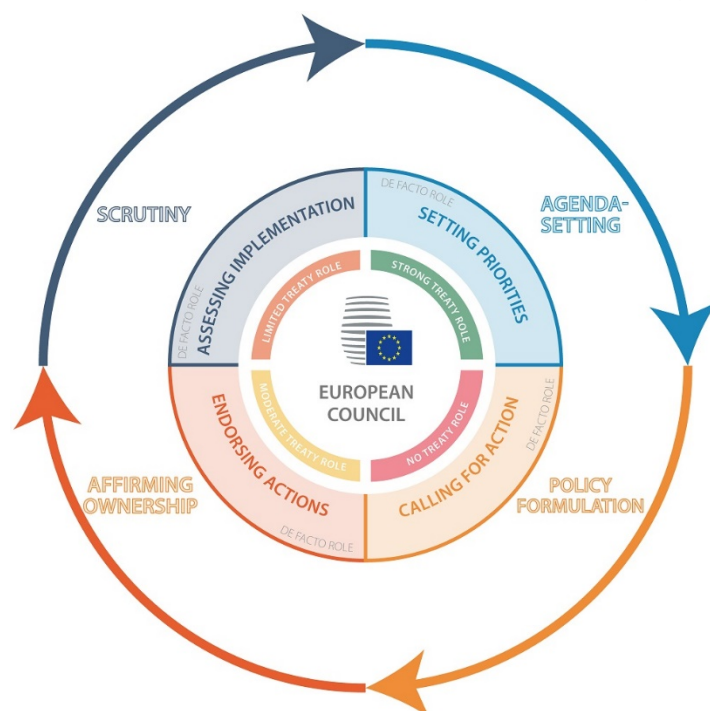 SCRUTINY
AGENDA-
SETTING
AFFIRMING
OWNERSHIP
POLICY
FORMULATION
DE FACTO ROLE
ASSESSING IMPLEMENTATION
DE FACTO ROLE
SETTING PRIORITIES
DE FACTO ROLE
ENDORSING ACTIONS
DE FACTO ROLE
CALLING FOR ACTION
LIMITED TREATY ROLE
STRONG TREATY ROLE
MODERATE TREATY ROLE
NO TREATY ROLE
EUROPEAN
COUNCIL